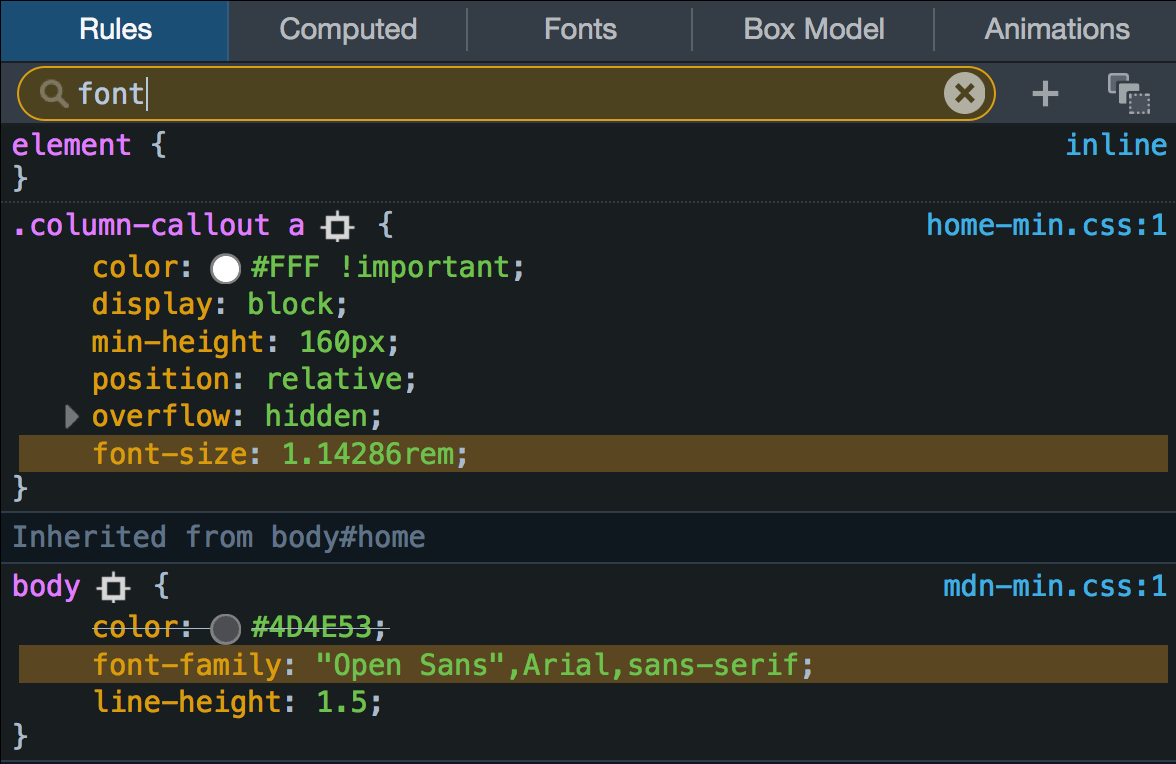 Rules Computed Fonts Box Model Animations
font
element { inline
}
.column-callout a { home-min.css:1
color: #FFF !important;
display: block;
min-height: 160px;
position: relative;
overflow: hidden;
font-size: 1.14286rem;
}
Inherited from body#home
body { mdn-min.css:1
color: #4D4E53;
font-family: "Open Sans",Arial,sans-serif;
line-height: 1.5;
}